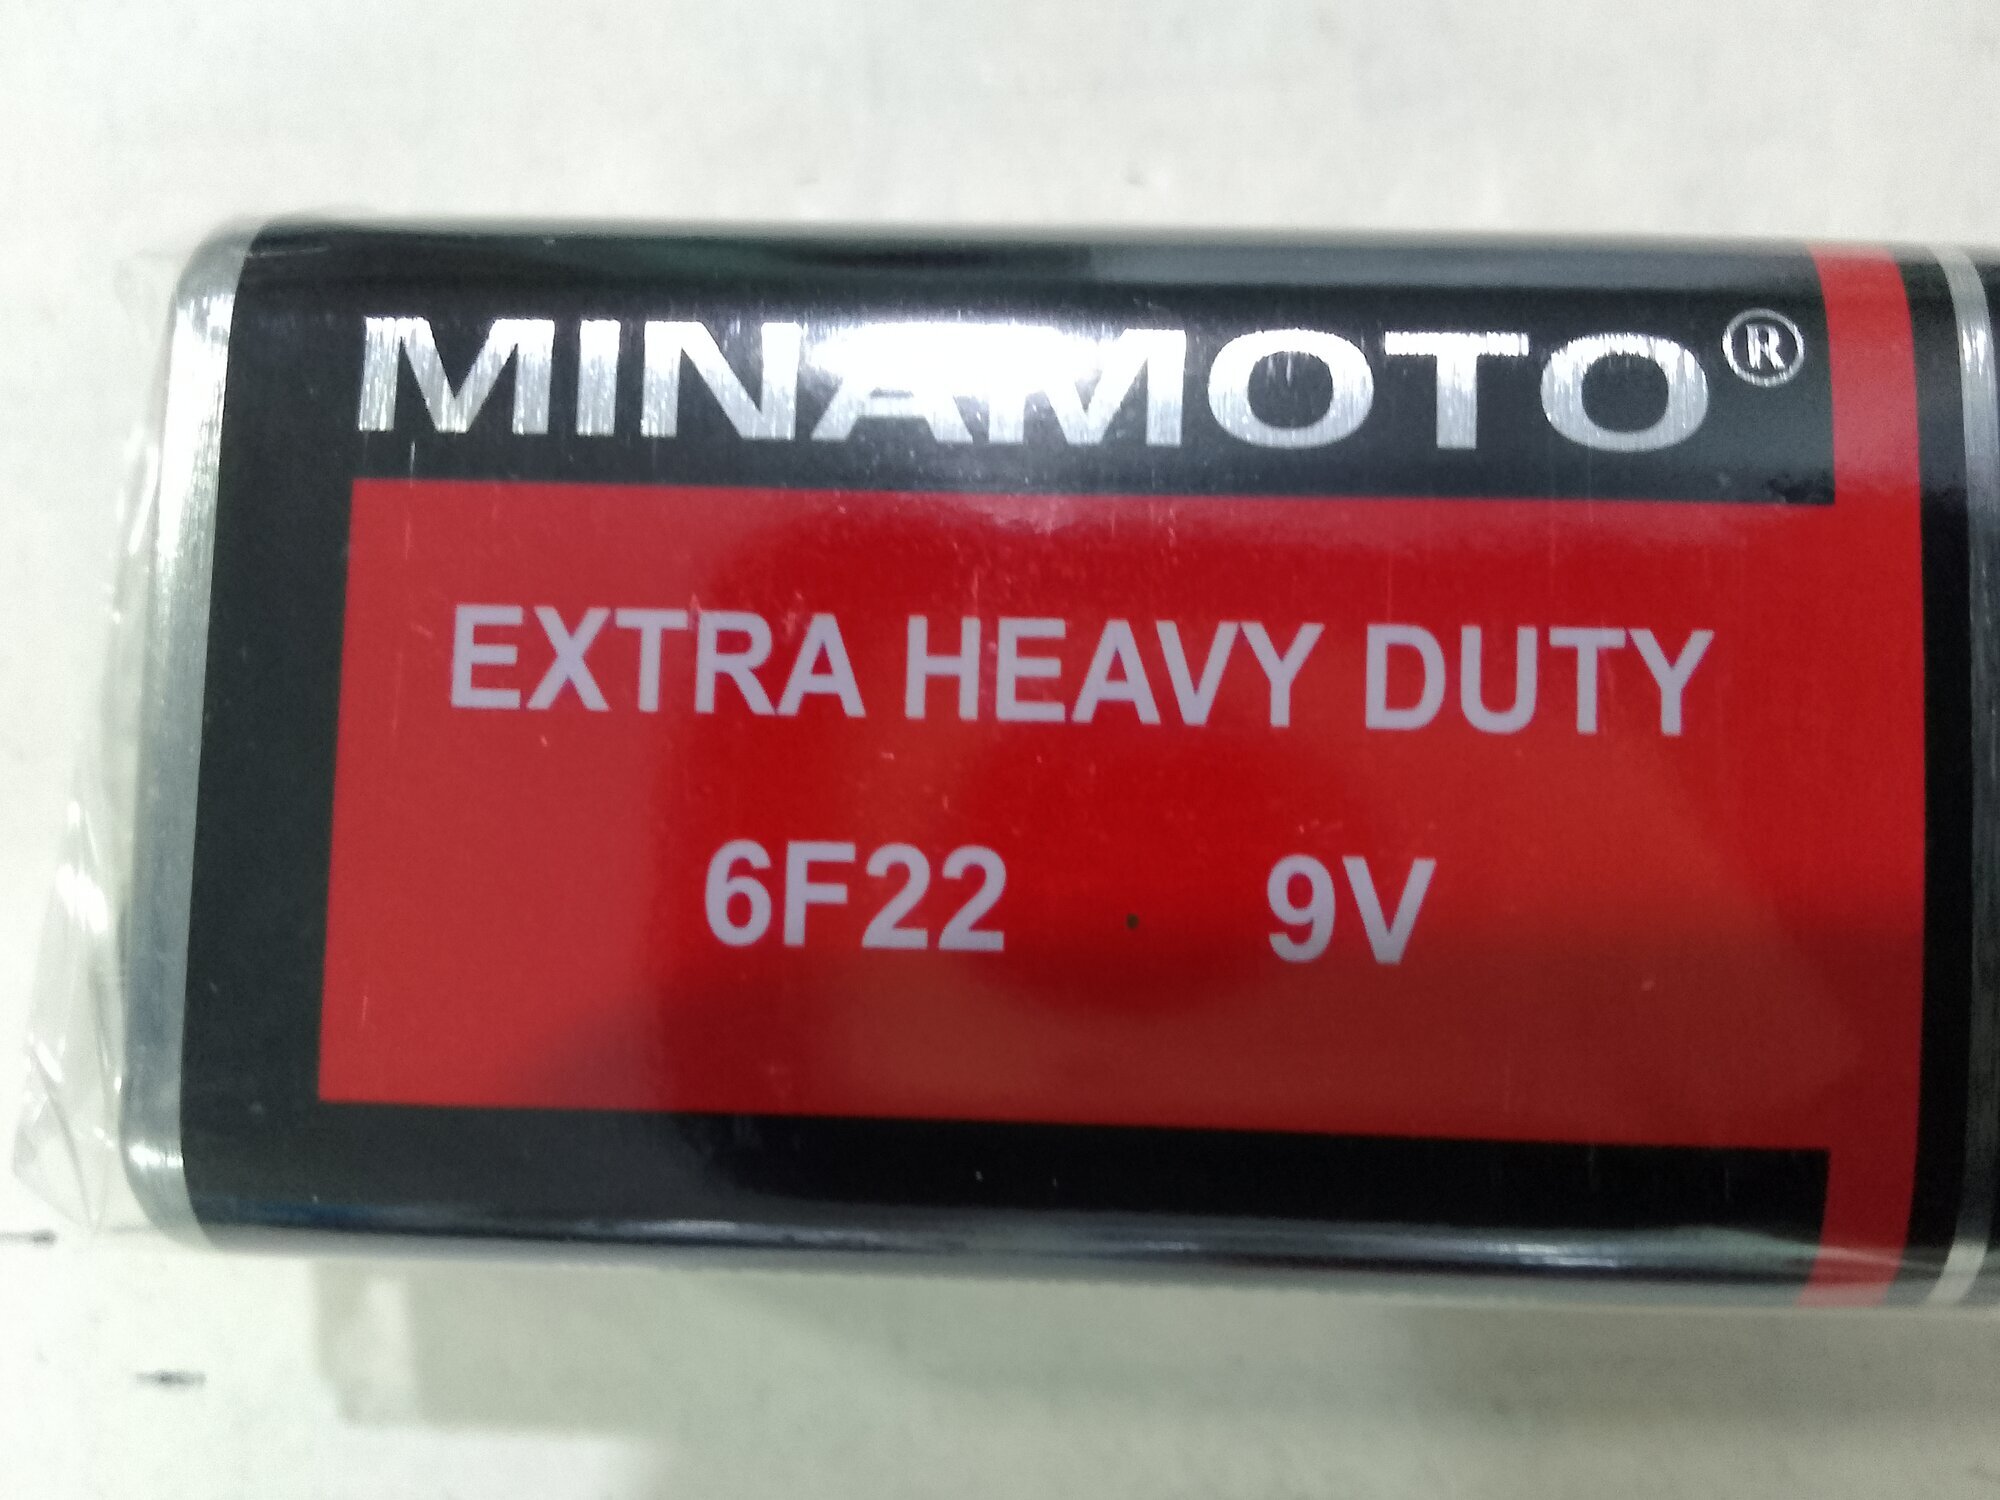 MINAMOTO®
EXTRA HEAVY DUTY
6F22 9V